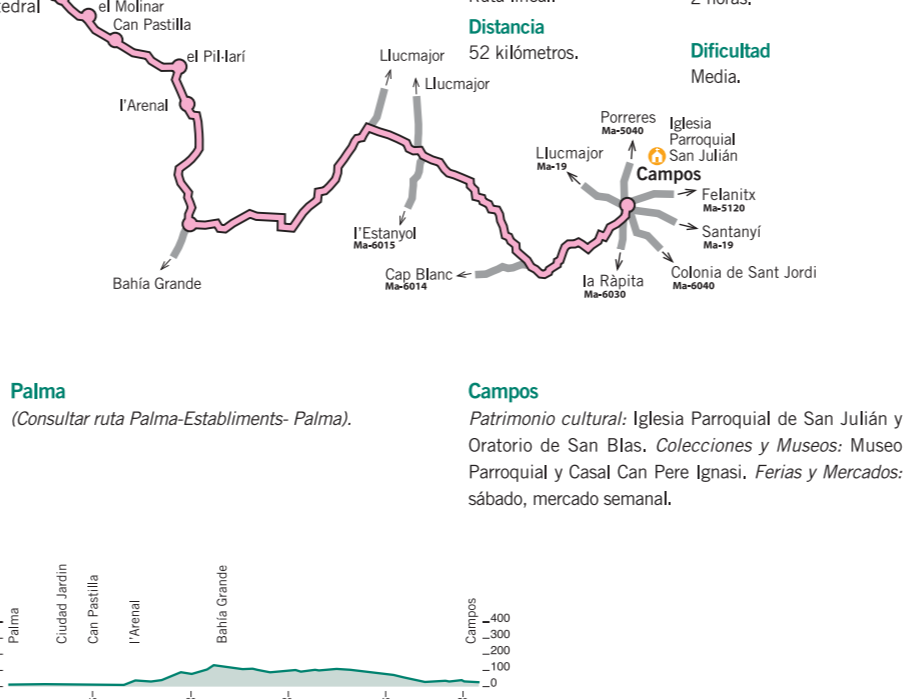 el Molinar
Can Pastilla
el Pil·larí
l'Arenal
Distancia
52 kilómetros.
2 horas.
Dificultad
Media.
Llucmajor
Llucmajor
Porreres
Ma-5040
Iglesia
Parroquial
San Julián
Llucmajor
Ma-19
Campos
Felanitx
Ma-5120
Santanyí
Ma-19
l'Estanyol
Ma-6015
Bahía Grande
Cap Blanc
Ma-6014
la Ràpita
Ma-6030
Colonia de Sant Jordi
Ma-6040
Palma
(Consultar ruta Palma-Establiments- Palma).
Campos
Patrimonio cultural: Iglesia Parroquial de San Julián y
Oratorio de San Blas. Colecciones y Museos: Museo
Parroquial y Casal Can Pere Ignasi. Ferias y Mercados:
sábado, mercado semanal.
Palma
Ciudad Jardin
Can Pastilla
l'Arenal
Bahía Grande
Campos
400
300
200
100
0